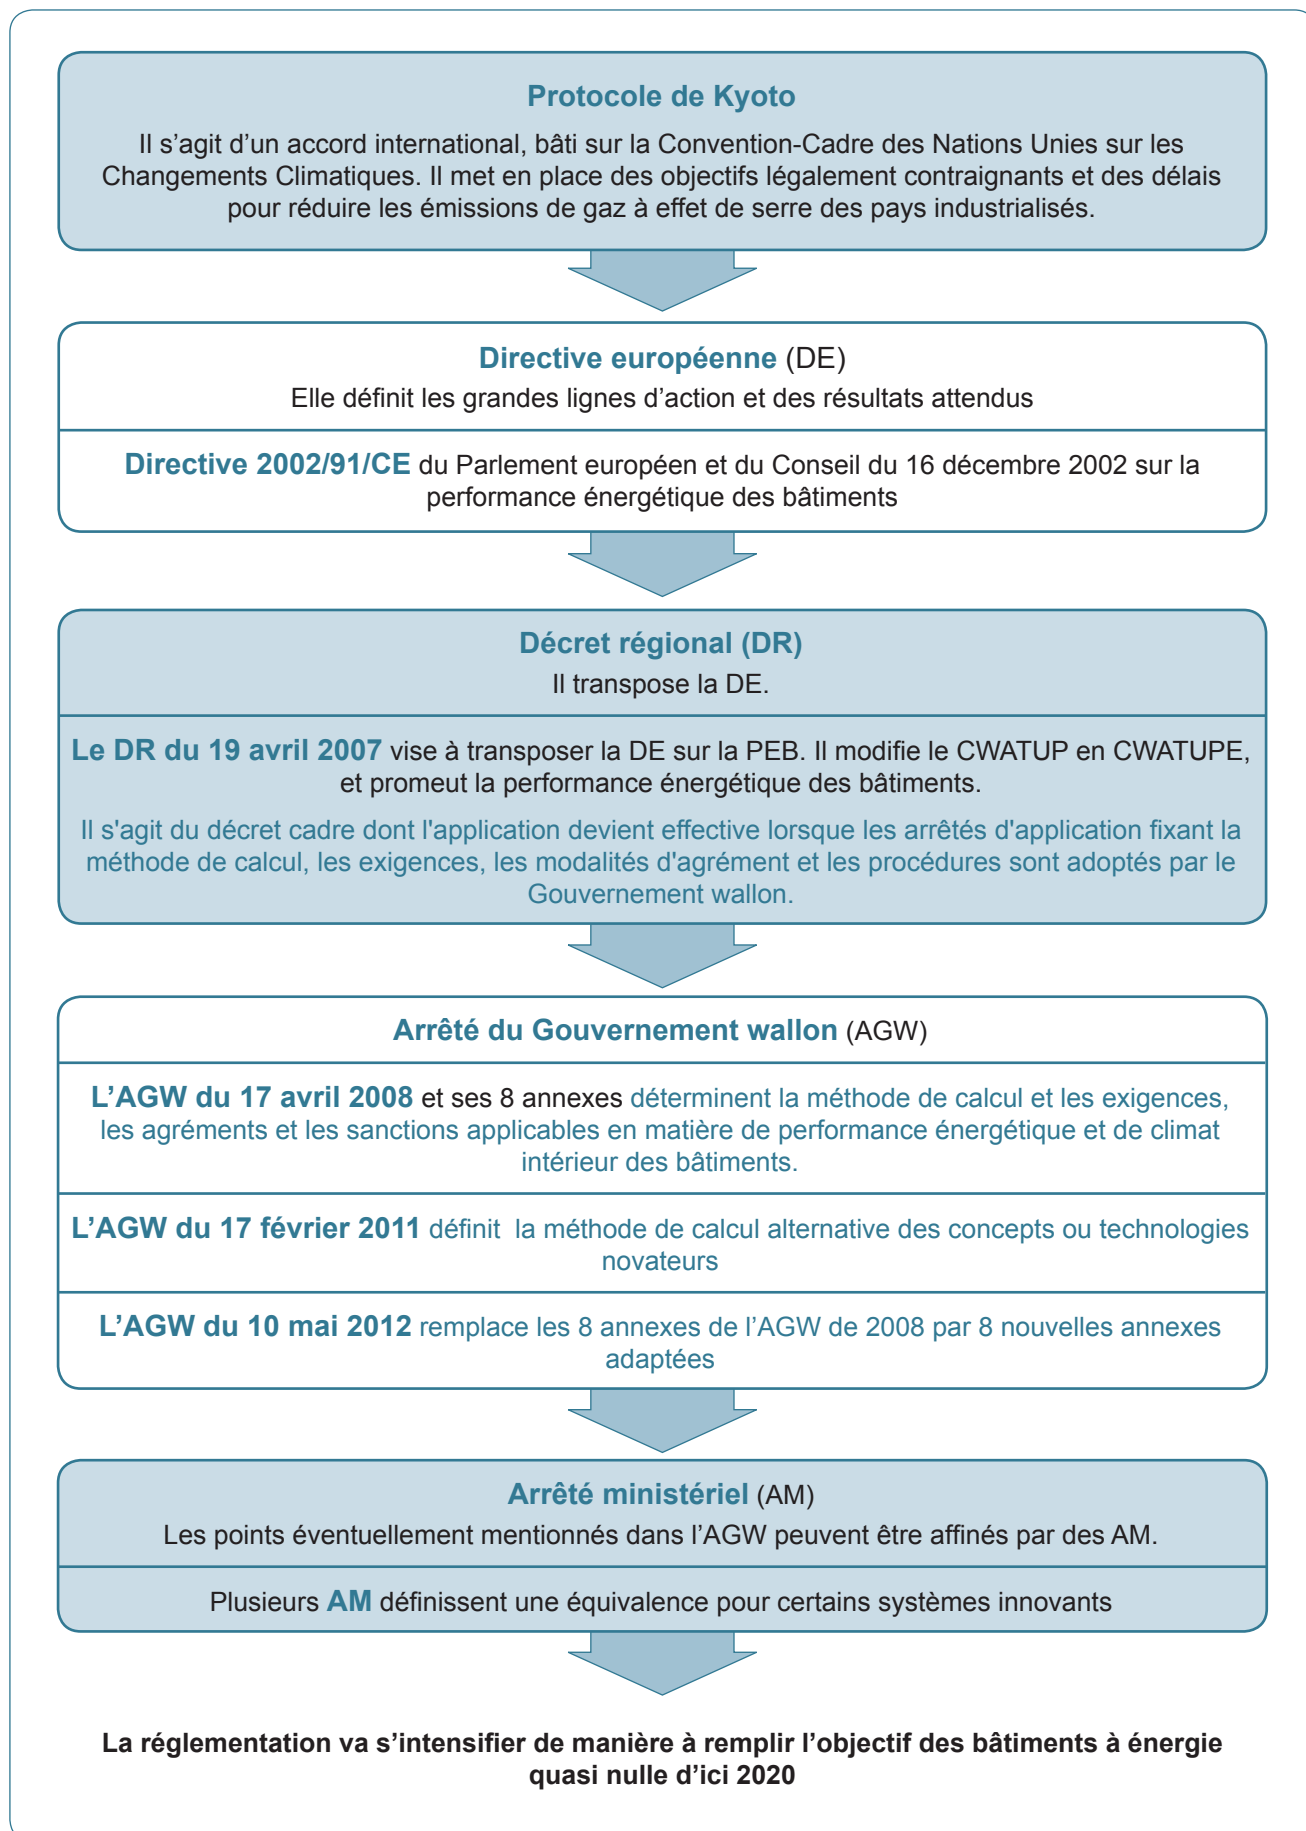 Protocole de Kyoto
Il s’agit d’un accord international, bâti sur la Convention-Cadre des Nations Unies sur les
Changements Climatiques. Il met en place des objectifs légalement contraignants et des délais
pour réduire les émissions de gaz à effet de serre des pays industrialisés.
Directive européenne (DE)
Elle définit les grandes lignes d’action et des résultats attendus
Directive 2002/91/CE du Parlement européen et du Conseil du 16 décembre 2002 sur la
performance énergétique des bâtiments
Décret régional (DR)
Il transpose la DE.
Le DR du 19 avril 2007 vise à transposer la DE sur la PEB. Il modifie le CWATUP en CWATUPE,
et promeut la performance énergétique des bâtiments.
Il s'agit du décret cadre dont l'application devient effective lorsque les arrêtés d'application fixant la
méthode de calcul, les exigences, les modalités d'agrément et les procédures sont adoptés par le
Gouvernement wallon.
Arrêté du Gouvernement wallon (AGW)
L’AGW du 17 avril 2008 et ses 8 annexes déterminent la méthode de calcul et les exigences,
les agréments et les sanctions applicables en matière de performance énergétique et de climat
intérieur des bâtiments.
L’AGW du 17 février 2011 définit  la méthode de calcul alternative des concepts ou technologies
novateurs
L’AGW du 10 mai 2012 remplace les 8 annexes de l’AGW de 2008 par 8 nouvelles annexes
adaptées
Arrêté ministériel (AM)
Les points éventuellement mentionnés dans l’AGW peuvent être affinés par des AM.
Plusieurs AM définissent une équivalence pour certains systèmes innovants
La réglementation va s’intensifier de manière à remplir l’objectif des bâtiments à énergie
quasi nulle d’ici 2020